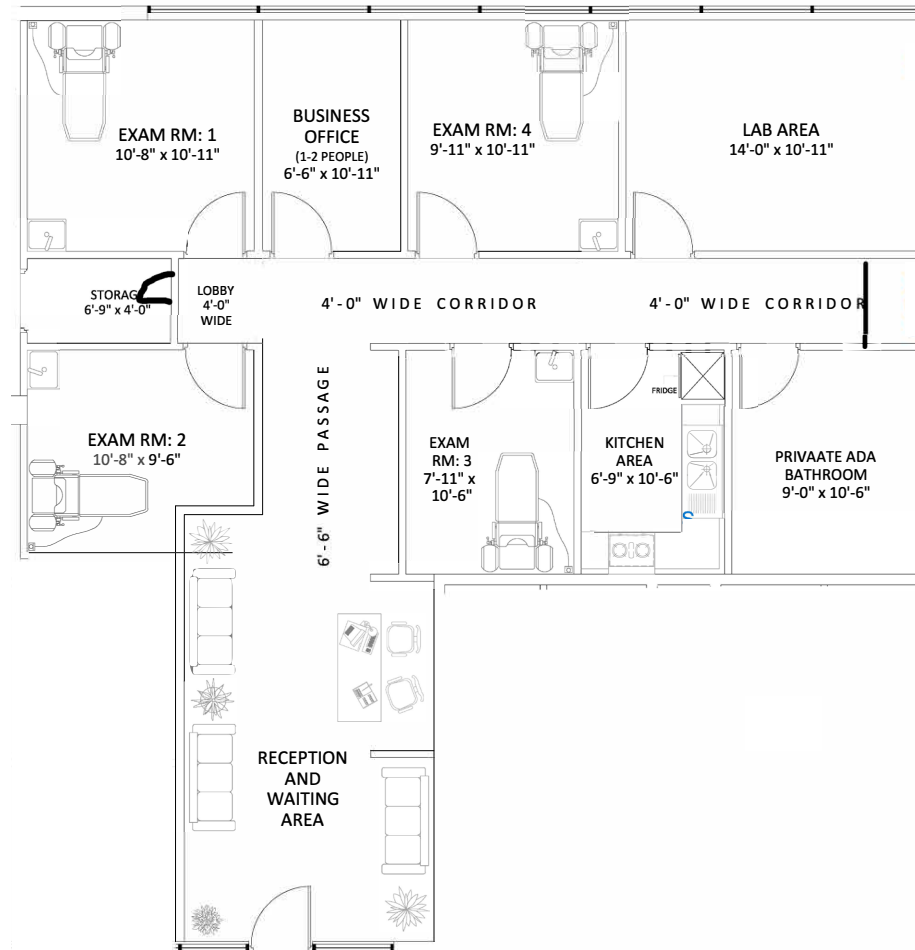 EXAM RM: 1
10'-8" x 10'-11"
BUSINESS
OFFICE
(1-2 PEOPLE)
6'-6" x 10'-11"
EXAM RM: 4
9'-11" x 10'-11"
LAB AREA
14'-0" x 10'-11"
STORAG
6'-9" x 4'-0"
LOBBY
4'-0"
WIDE
4'-0" WIDE CORRIDOR
4'-0" WIDE CORRIDOR
6'-6" WIDE PASSAGE
EXAM RM: 2
10'-8" x 9'-6"
EXAM
RM: 3
7'-11" x
10'-6"
FRIDGE
KITCHEN
AREA
6'-9" x 10'-6"
PRIVAATE ADA
BATHROOM
9'-0" x 10'-6"
RECEPTION
AND
WAITING
AREA